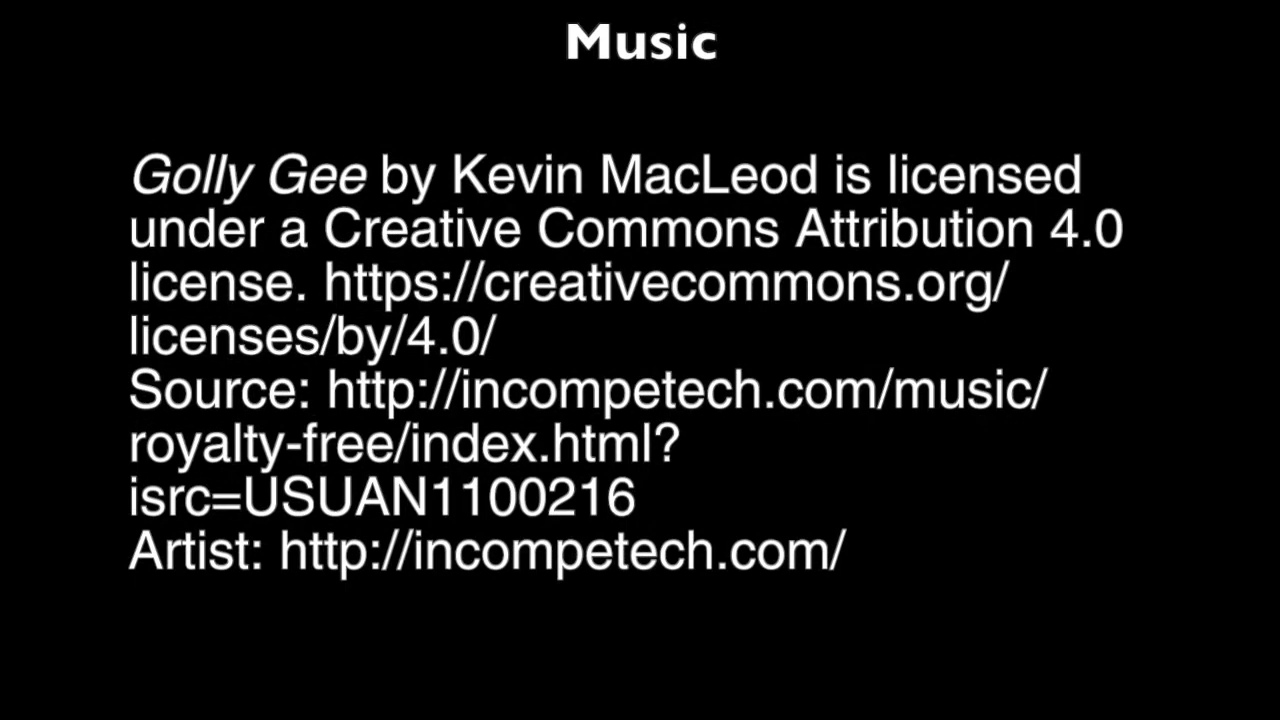 Music
Golly Gee by Kevin MacLeod is licensed
under a Creative Commons Attribution 4.0
license. https://creativecommons.org/
licenses/by/4.0/
Source: http://incompetech.com/music/
royalty-free/index.html?
isrc=USUAN1100216
Artist: http://incompetech.com/